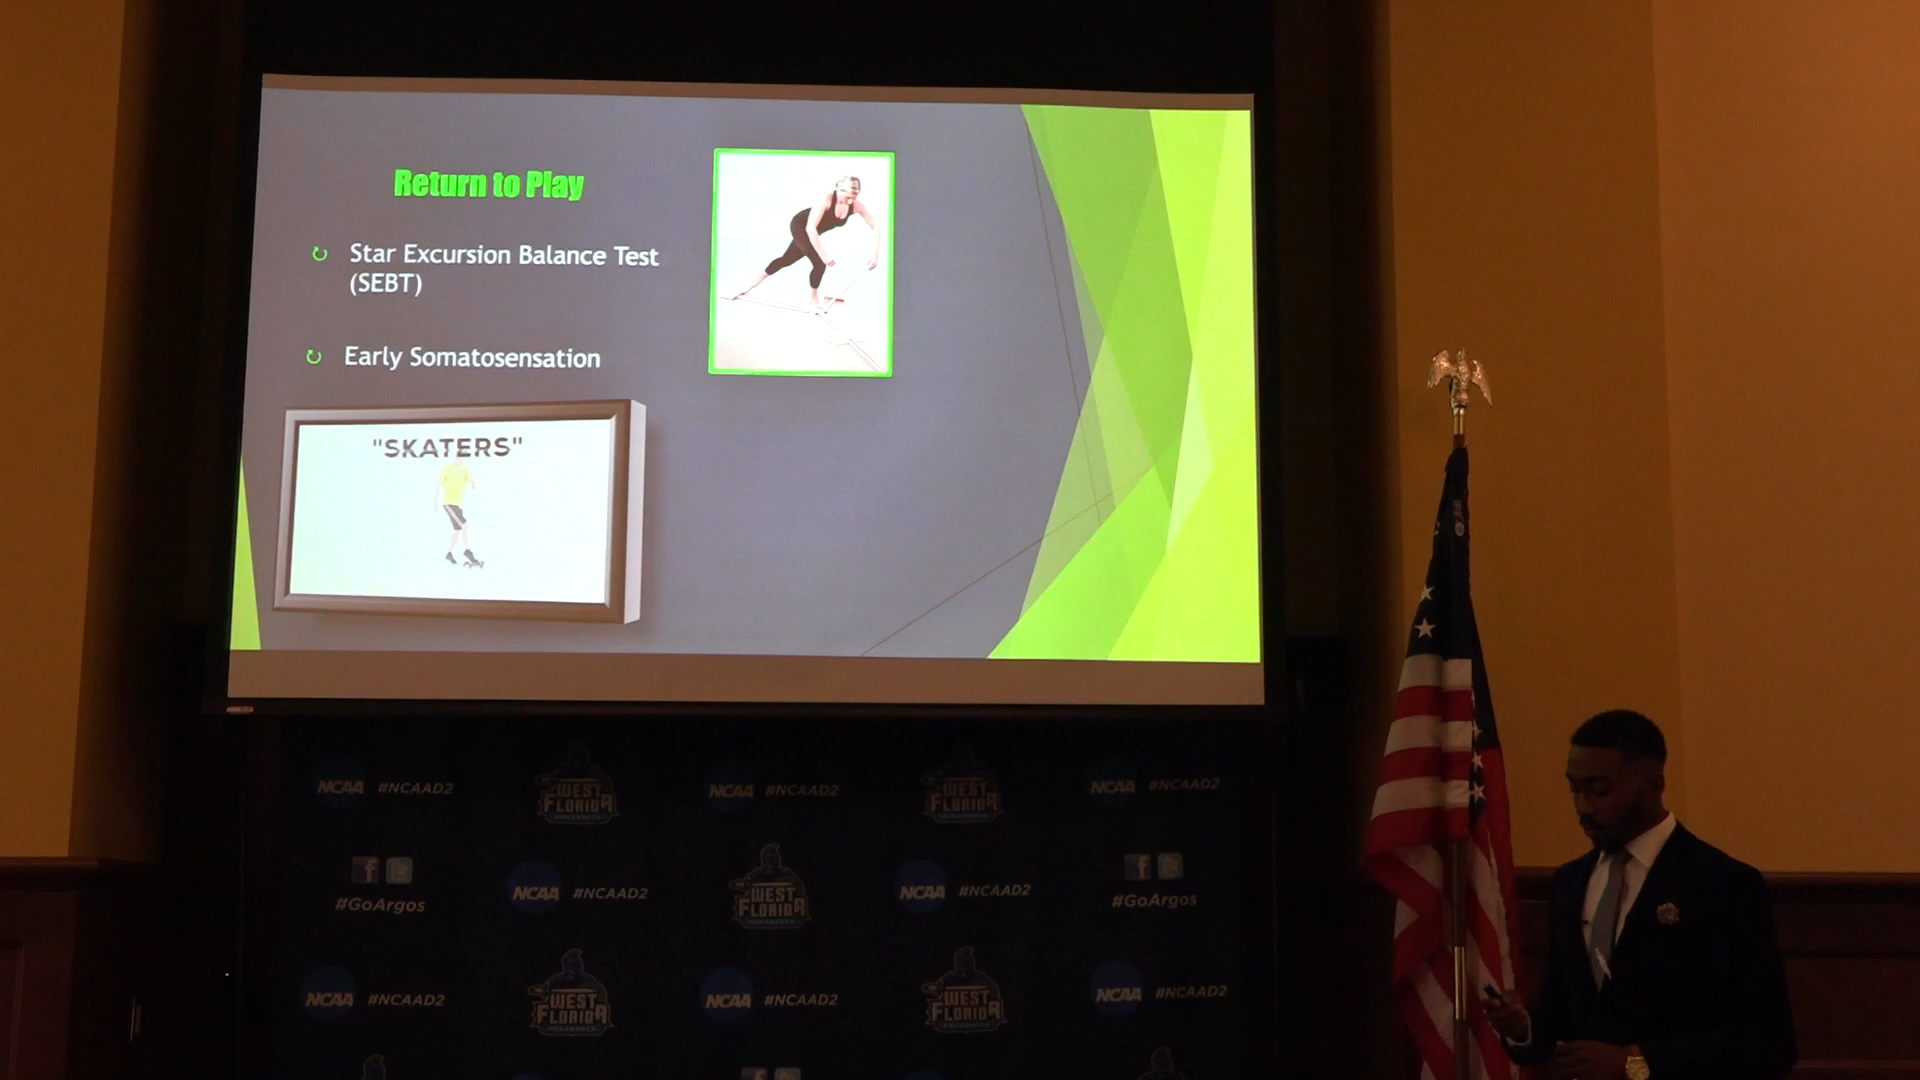 Return to Play
Star Excursion Balance Test
(SEBT)
Early Somatosensation
"SKATERS"
NCAA #NCAAD2
WEST
FLORIDA
NCAA #NCAAD2
WEST
FLORIDA
NCAA #NCAAD2
#GoArgos
NCAA #NCAAD2
WEST
FLORIDA
NCAA #NCAAD2
#GoArgos
NCAA #NCAAD2
WEST
FLORIDA
NCAA #NCAAD2
WEST
FLORIDA
NCAA #NCAAD2